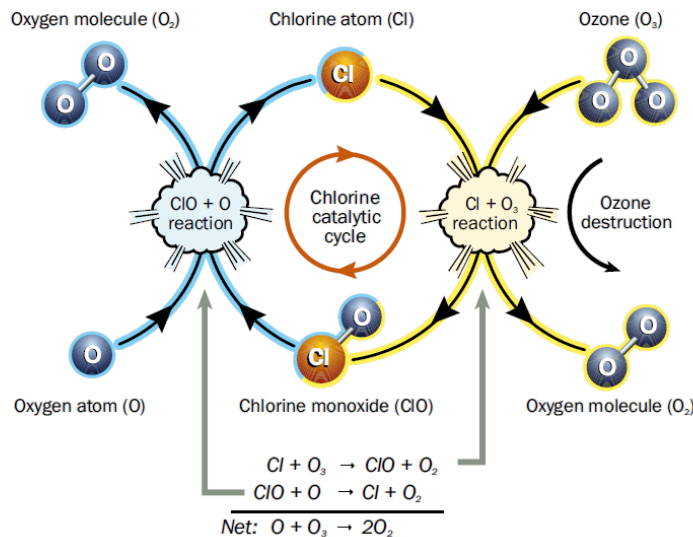 Oxygen molecule (O₂)
Chlorine atom (Cl)
Ozone (O₃)
O
O
Cl
O
O
O
ClO + O
reaction
Chlorine
catalytic
cycle
Cl + O₃
reaction
Ozone
destruction
O
Cl
O
O
O
Oxygen atom (O)
Chlorine monoxide (ClO)
Oxygen molecule (O₂)
Cl + O₃ → ClO + O₂
ClO + O → Cl + O₂
Net: O + O₃ → 2O₂